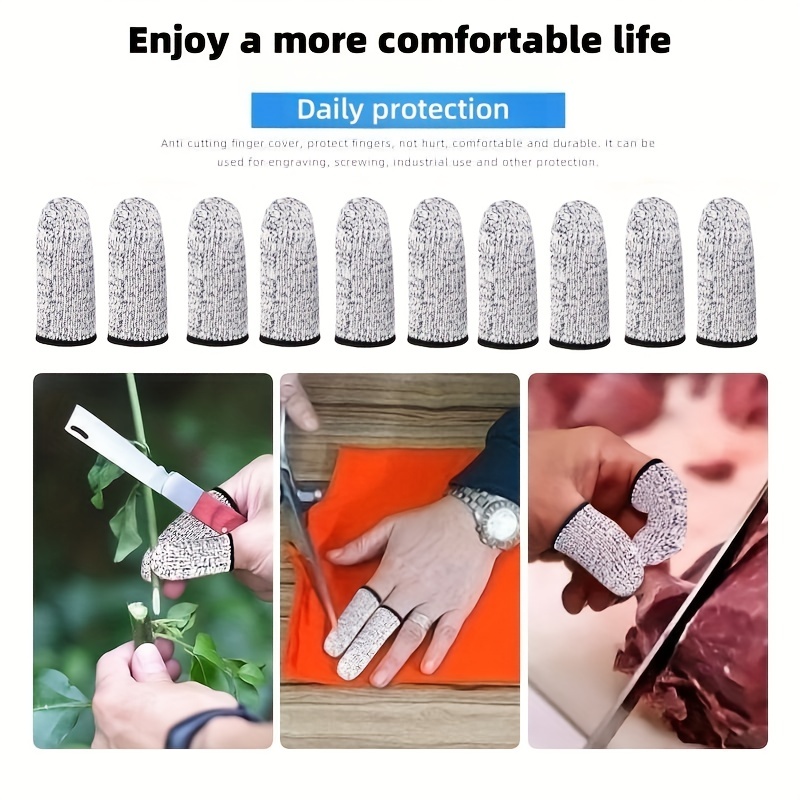 Enjoy a more comfortable life
Daily protection
Anti cutting finger cover, protect fingers, not hurt, comfortable and durable. It can be
used for engraving, screwing, industrial use and other protection.